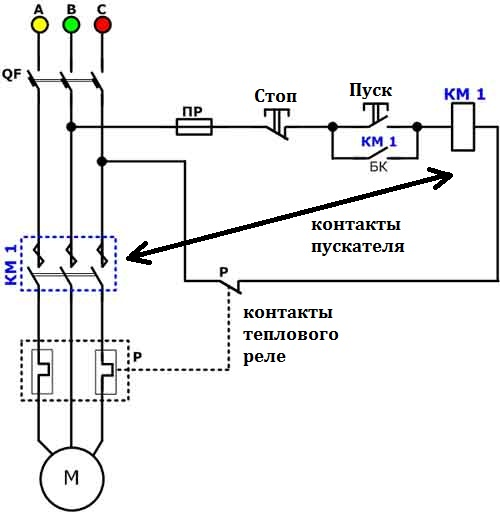 А В С
QF
ПР
Стоп
Пуск
КМ 1
КМ 1
БК
контакты
пускателя
КМ 1
Р
контакты
теплового
реле
Р
М